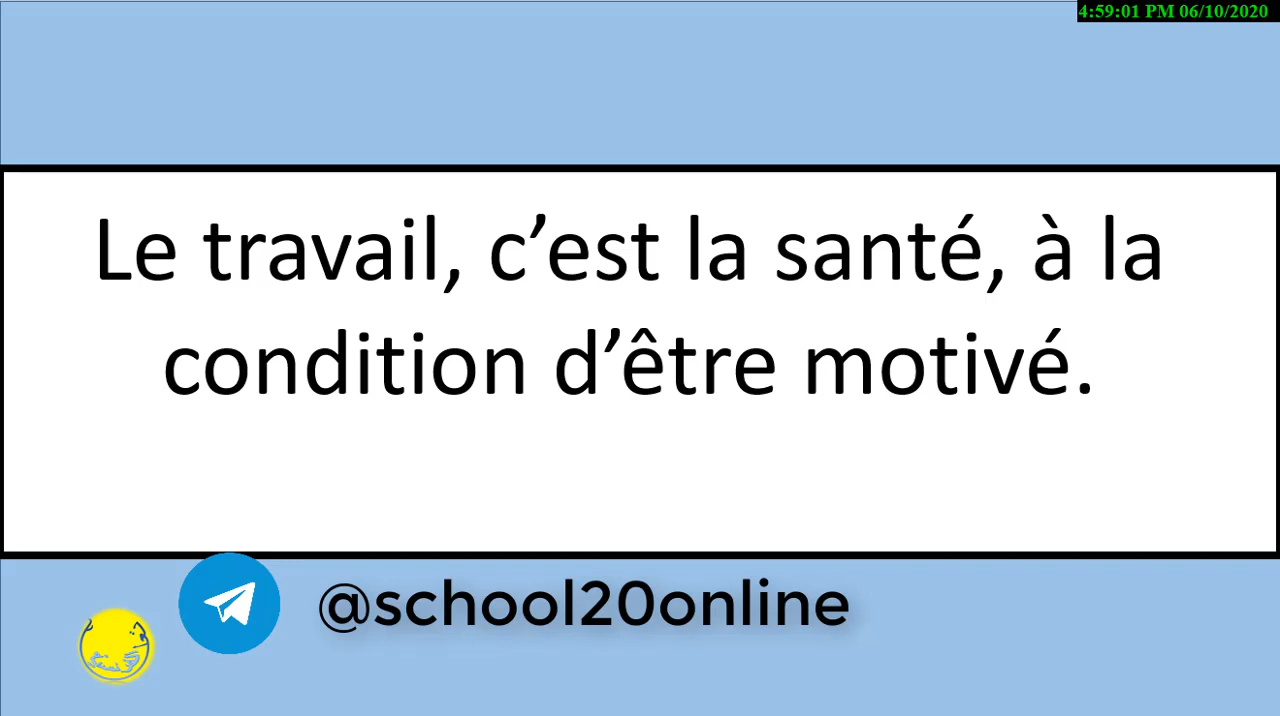 4:59:01 PM 06/10/2020
Le travail, c’est la santé, à la
condition d’être motivé.
@school20online